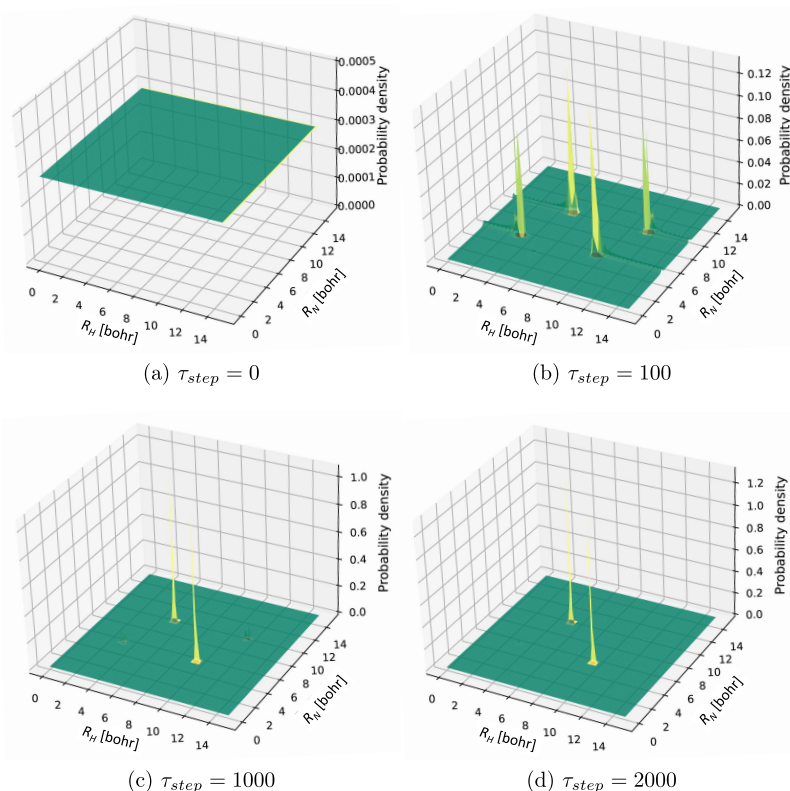 0.0005
0.0004
0.0003
0.0002
0.0001
0.0000
Probability density
0 2 4 6 8 10 12 14
R_H [bohr]
0 2 4 6 8 10 12 14
R_N [bohr]
(a) τ_step = 0
0.12
0.10
0.08
0.06
0.04
0.02
0.00
Probability density
0 2 4 6 8 10 12 14
R_H [bohr]
0 2 4 6 8 10 12 14
R_N [bohr]
(b) τ_step = 100
1.0
0.8
0.6
0.4
0.2
0.0
Probability density
0 2 4 6 8 10 12 14
R_H [bohr]
0 2 4 6 8 10 12 14
R_N [bohr]
(c) τ_step = 1000
1.2
1.0
0.8
0.6
0.4
0.2
0.0
Probability density
0 2 4 6 8 10 12 14
R_H [bohr]
0 2 4 6 8 10 12 14
R_N [bohr]
(d) τ_step = 2000